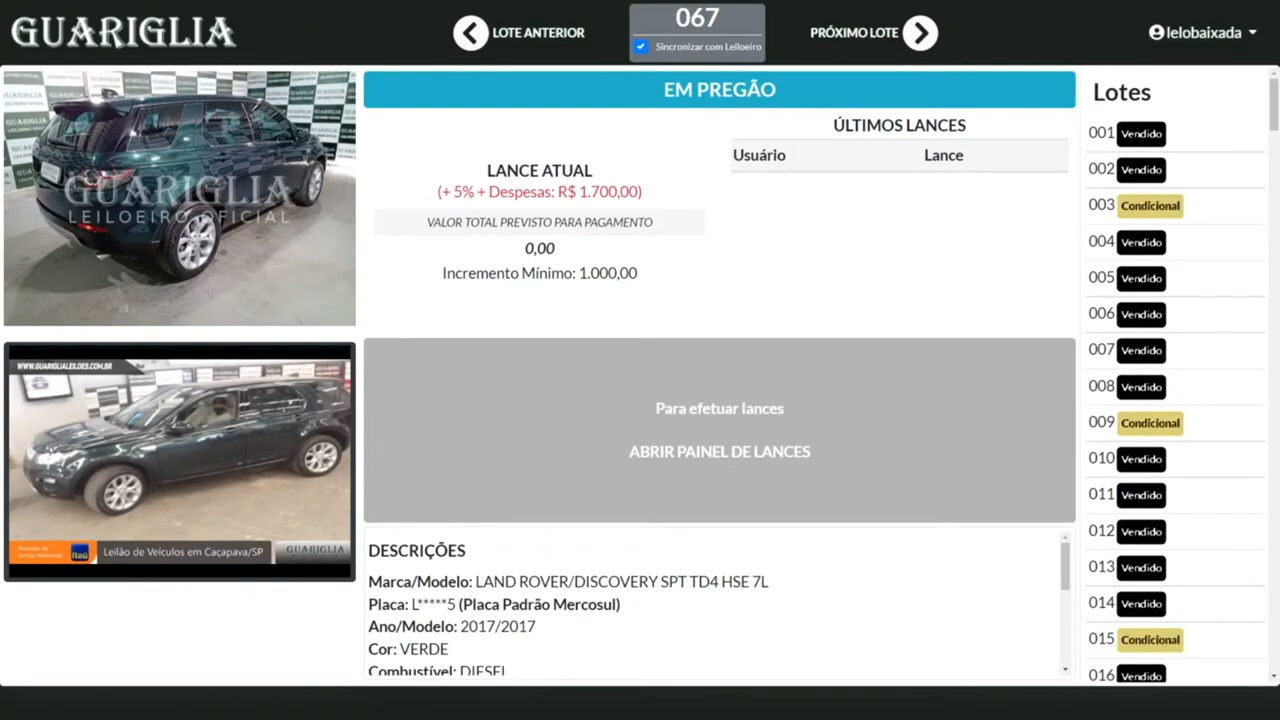 GUARIGLIA
LOTE ANTERIOR
067
Sincronizar com Leiloeiro
PRÓXIMO LOTE
lelobaixada
GUARIGLIA
LEILOEIRO OFICIAL
EM PREGÃO
LANCE ATUAL
(+ 5% + Despesas: R$ 1.700,00)
VALOR TOTAL PREVISTO PARA PAGAMENTO
0,00
Incremento Mínimo: 1.000,00
ÚLTIMOS LANCES
Usuário Lance
WWW.GUARIGLIALEILOES.COM.BR
Itaú
Leilão de Veículos em Caçapava/SP
GUARIGLIA
Para efetuar lances
ABRIR PAINEL DE LANCES
DESCRIÇÕES
Marca/Modelo: LAND ROVER/DISCOVERY SPT TD4 HSE 7L
Placa: L*****5 (Placa Padrão Mercosul)
Ano/Modelo: 2017/2017
Cor: VERDE
Combustível: DIESEL
Lotes
001 Vendido
002 Vendido
003 Condicional
004 Vendido
005 Vendido
006 Vendido
007 Vendido
008 Vendido
009 Condicional
010 Vendido
011 Vendido
012 Vendido
013 Vendido
014 Vendido
015 Condicional
016 Vendido